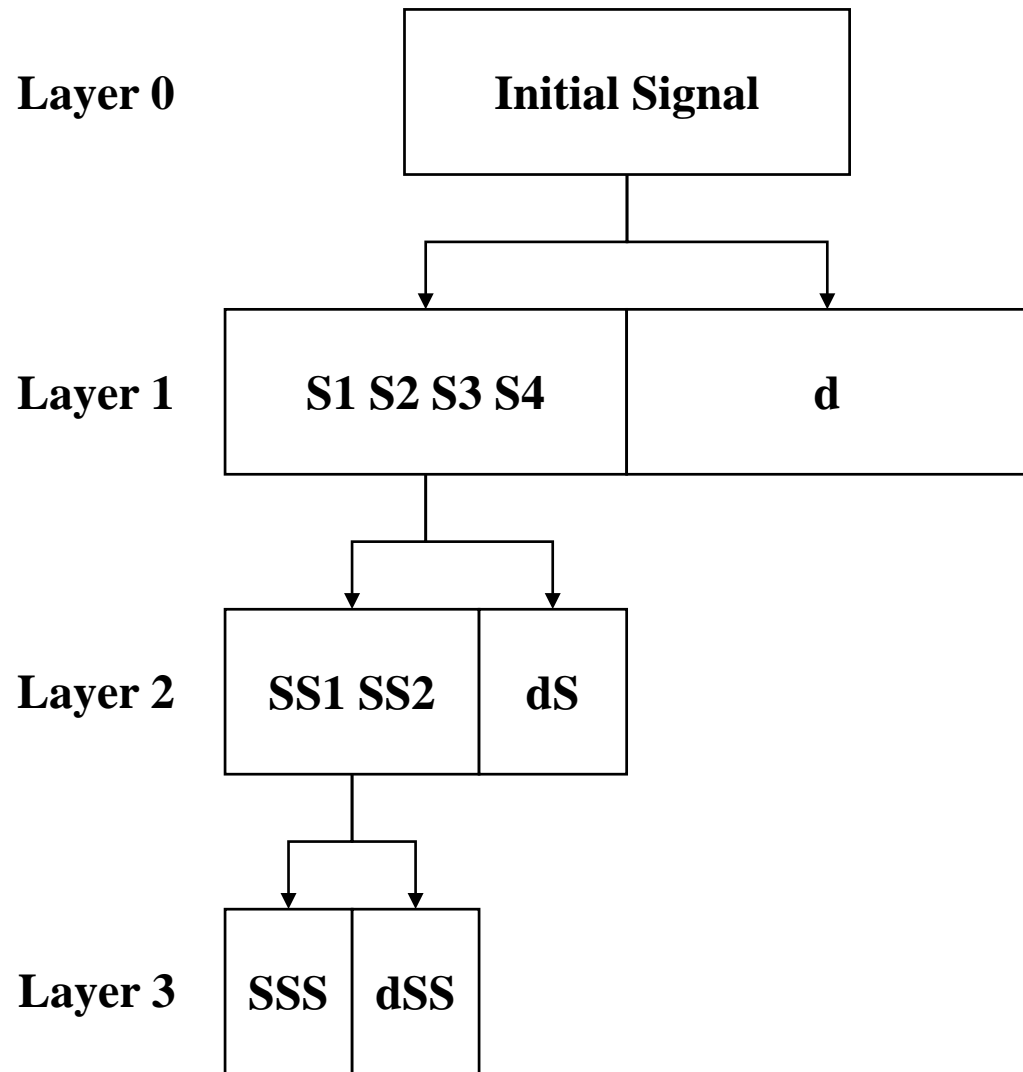 Layer 0 Initial Signal
Layer 1 S1 S2 S3 S4 d
Layer 2 SS1 SS2 dS
Layer 3 SSS dSS